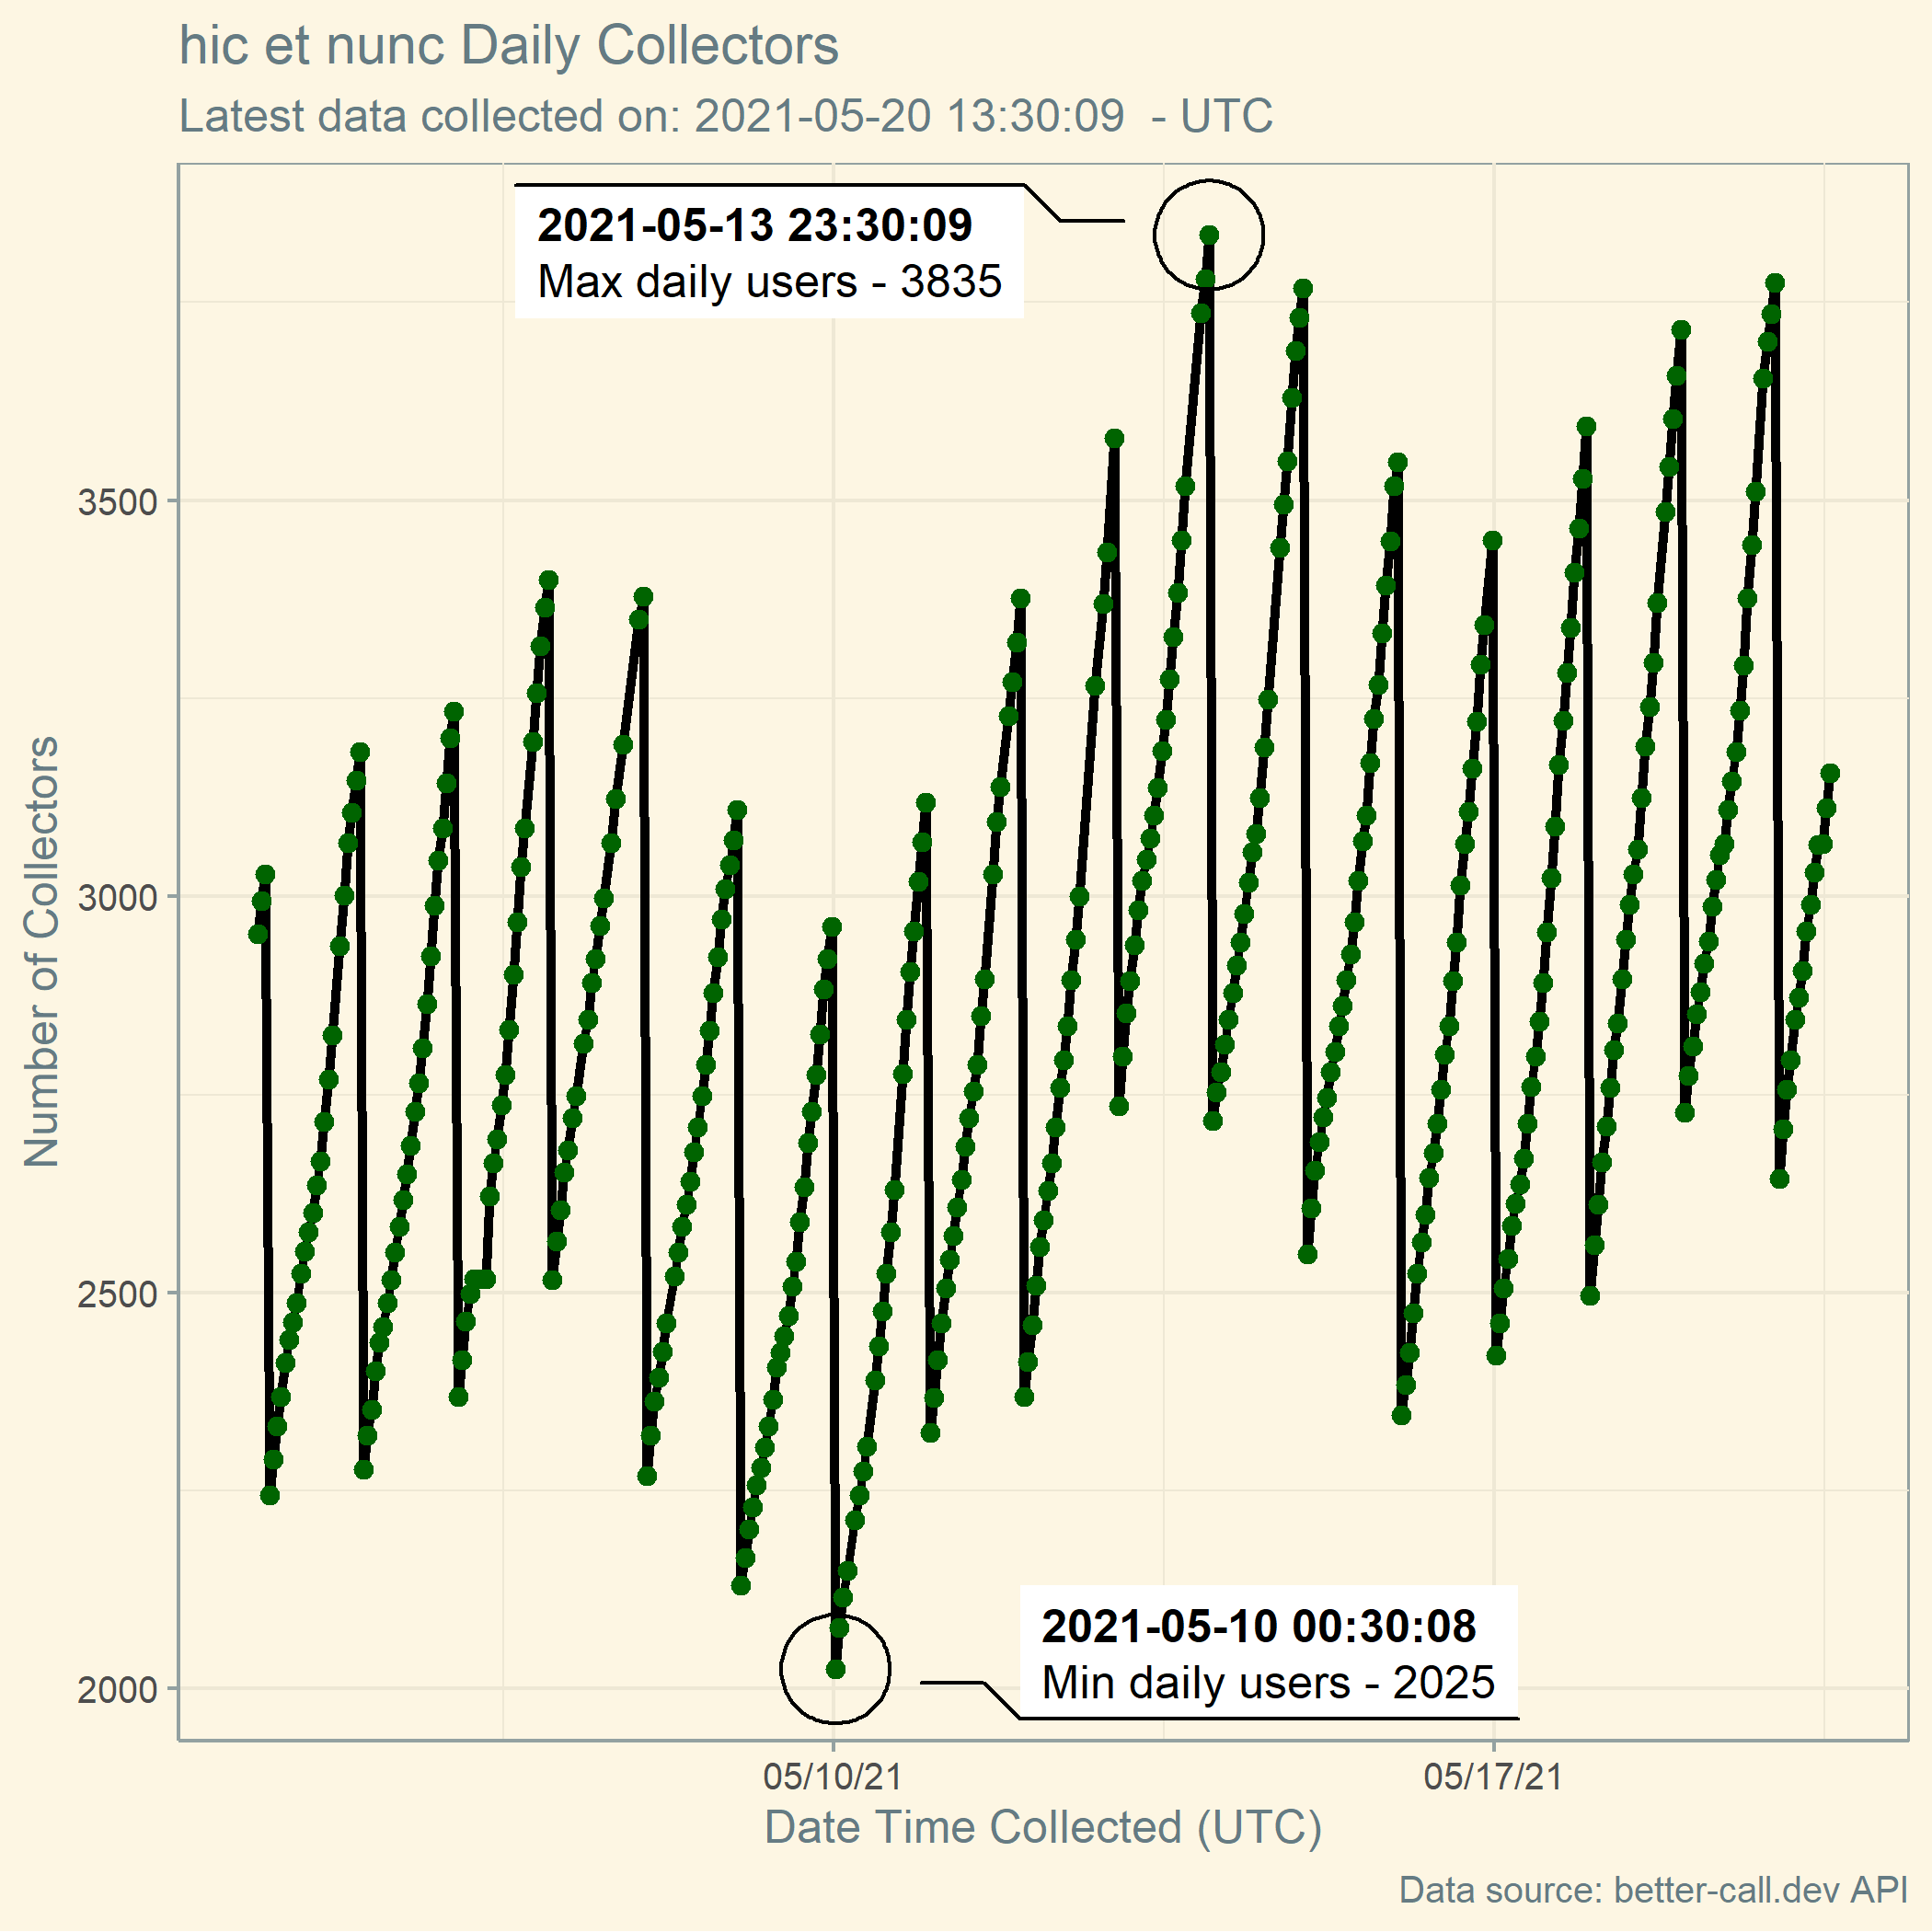 hic et nunc Daily Collectors
Latest data collected on: 2021-05-20 13:30:09  - UTC
2021-05-13 23:30:09
Max daily users - 3835
3500
3000
2500
2000
Number of Collectors
2021-05-10 00:30:08
Min daily users - 2025
05/10/21
05/17/21
Date Time Collected (UTC)
Data source: better-call.dev API